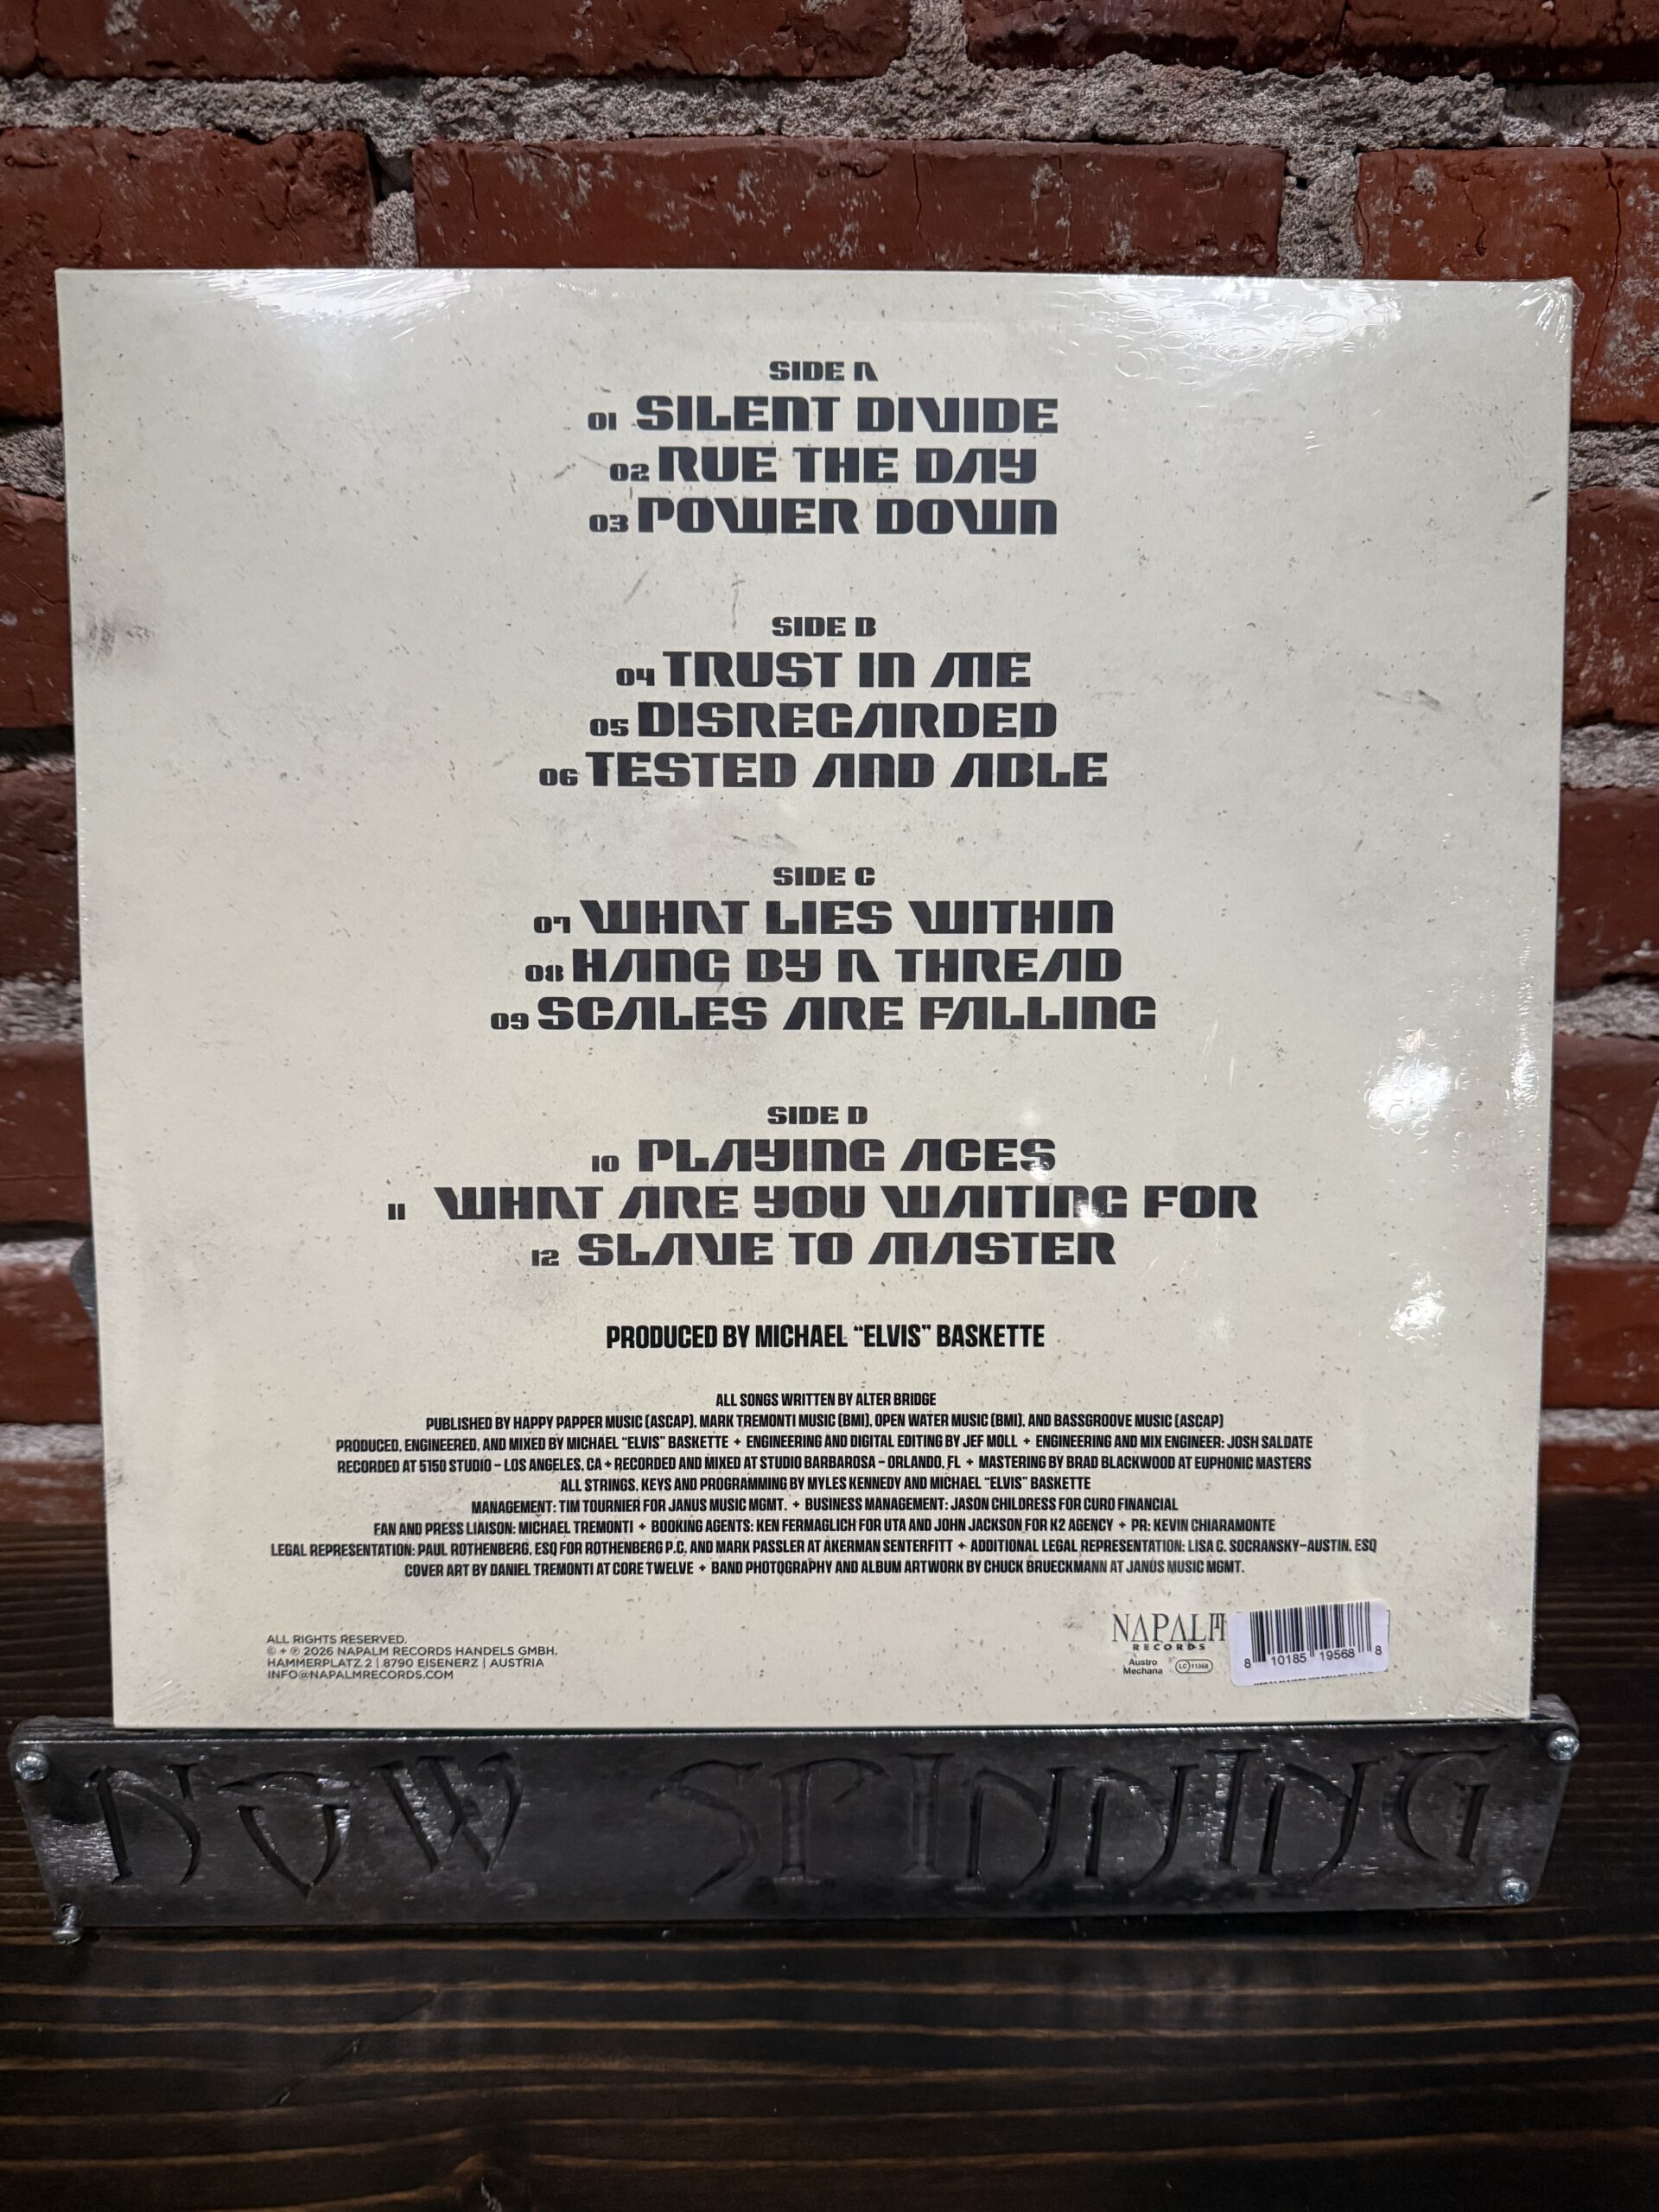 SIDE A
01 SILENT DIVIDE
02 RUE THE DAY
03 POWER DOWN
SIDE B
04 TRUST IN ME
05 DISREGARDED
06 TESTED AND ABLE
SIDE C
07 WHAT LIES WITHIN
08 HANG BY A THREAD
09 SCALES ARE FALLING
SIDE D
10 PLAYING ACES
11 WHAT ARE YOU WAITING FOR
12 SLAVE TO MASTER
PRODUCED BY MICHAEL “ELVIS” BASKETTE
ALL SONGS WRITTEN BY ALTER BRIDGE
PUBLISHED BY HAPPY PAPPER MUSIC (ASCAP), MARK TREMONTI MUSIC (BMI), OPEN WATER MUSIC (BMI), AND BASSGROOVE MUSIC (ASCAP)
PRODUCED, ENGINEERED, AND MIXED BY MICHAEL “ELVIS” BASKETTE + ENGINEERING AND DIGITAL EDITING BY JEF MOLL + ENGINEERING AND MIX ENGINEER: JOSH SALDATE
RECORDED AT 5150 STUDIO – LOS ANGELES, CA + RECORDED AND MIXED AT STUDIO BARBAROSA – ORLANDO, FL + MASTERING BY BRAD BLACKWOOD AT EUPHONIC MASTERS
ALL STRINGS, KEYS AND PROGRAMMING BY MYLES KENNEDY AND MICHAEL “ELVIS” BASKETTE
MANAGEMENT: TIM TOURNIER FOR JANUS MUSIC MGMT. + BUSINESS MANAGEMENT: JASON CHILDRESS FOR CURO FINANCIAL
FAN AND PRESS LIAISON: MICHAEL TREMONTI + BOOKING AGENTS: KEN FERMAGLICH FOR UTA AND JOHN JACKSON FOR K2 AGENCY + PR: KEVIN CHIARAMONTE
LEGAL REPRESENTATION: PAUL ROTHENBERG, ESQ FOR ROTHENBERG P.C. AND MARK PASSLER AT AKERMAN SENTERFITT + ADDITIONAL LEGAL REPRESENTATION: LISA C. SOCRANSKY-AUSTIN, ESQ
COVER ART BY DANIEL TREMONTI AT CORE TWELVE + BAND PHOTOGRAPHY AND ALBUM ARTWORK BY CHUCK BRUECKMANN AT JANUS MUSIC MGMT.
ALL RIGHTS RESERVED.
© + ℗ 2026 NAPALM RECORDS HANDELS GMBH.
HAMMERPLATZ 2 | 8790 EISENERZ | AUSTRIA
INFO@NAPALMRECORDS.COM
NAPALM
RECORDS
Austro
Mechana
LC 11368
8 10185 19568 8
NOW SPINNING